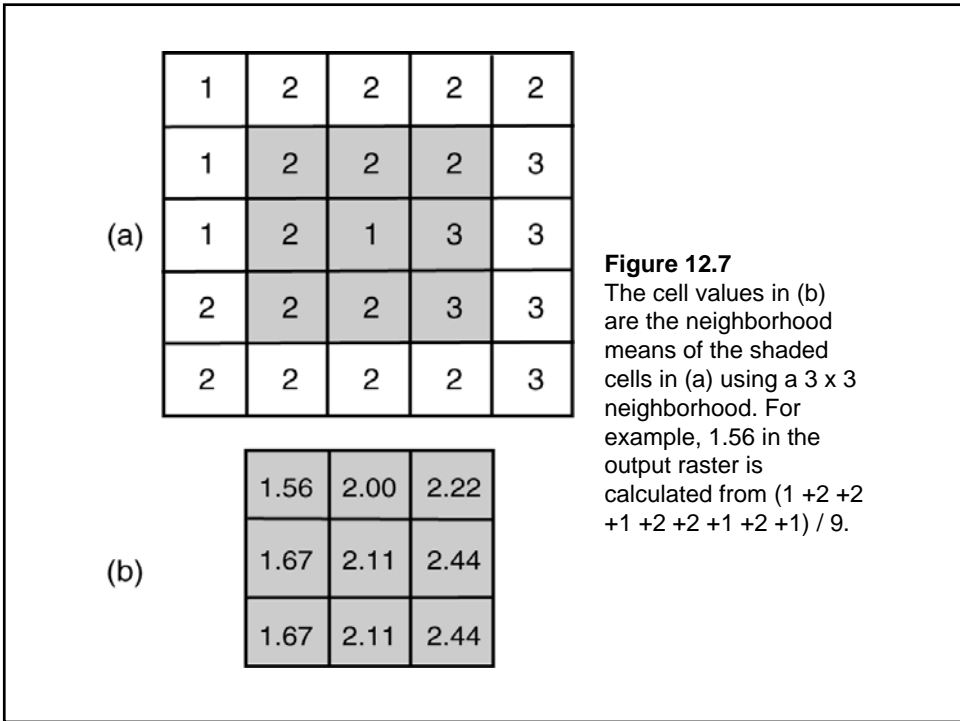 1 2 2 2 2
1 2 2 2 3
(a) 1 2 1 3 3
2 2 2 3 3
2 2 2 2 3
Figure 12.7
The cell values in (b)
are the neighborhood
means of the shaded
cells in (a) using a 3 x 3
neighborhood. For
example, 1.56 in the
output raster is
calculated from (1 +2 +2
+1 +2 +2 +1 +2 +1) / 9.
1.56 2.00 2.22
(b) 1.67 2.11 2.44
1.67 2.11 2.44